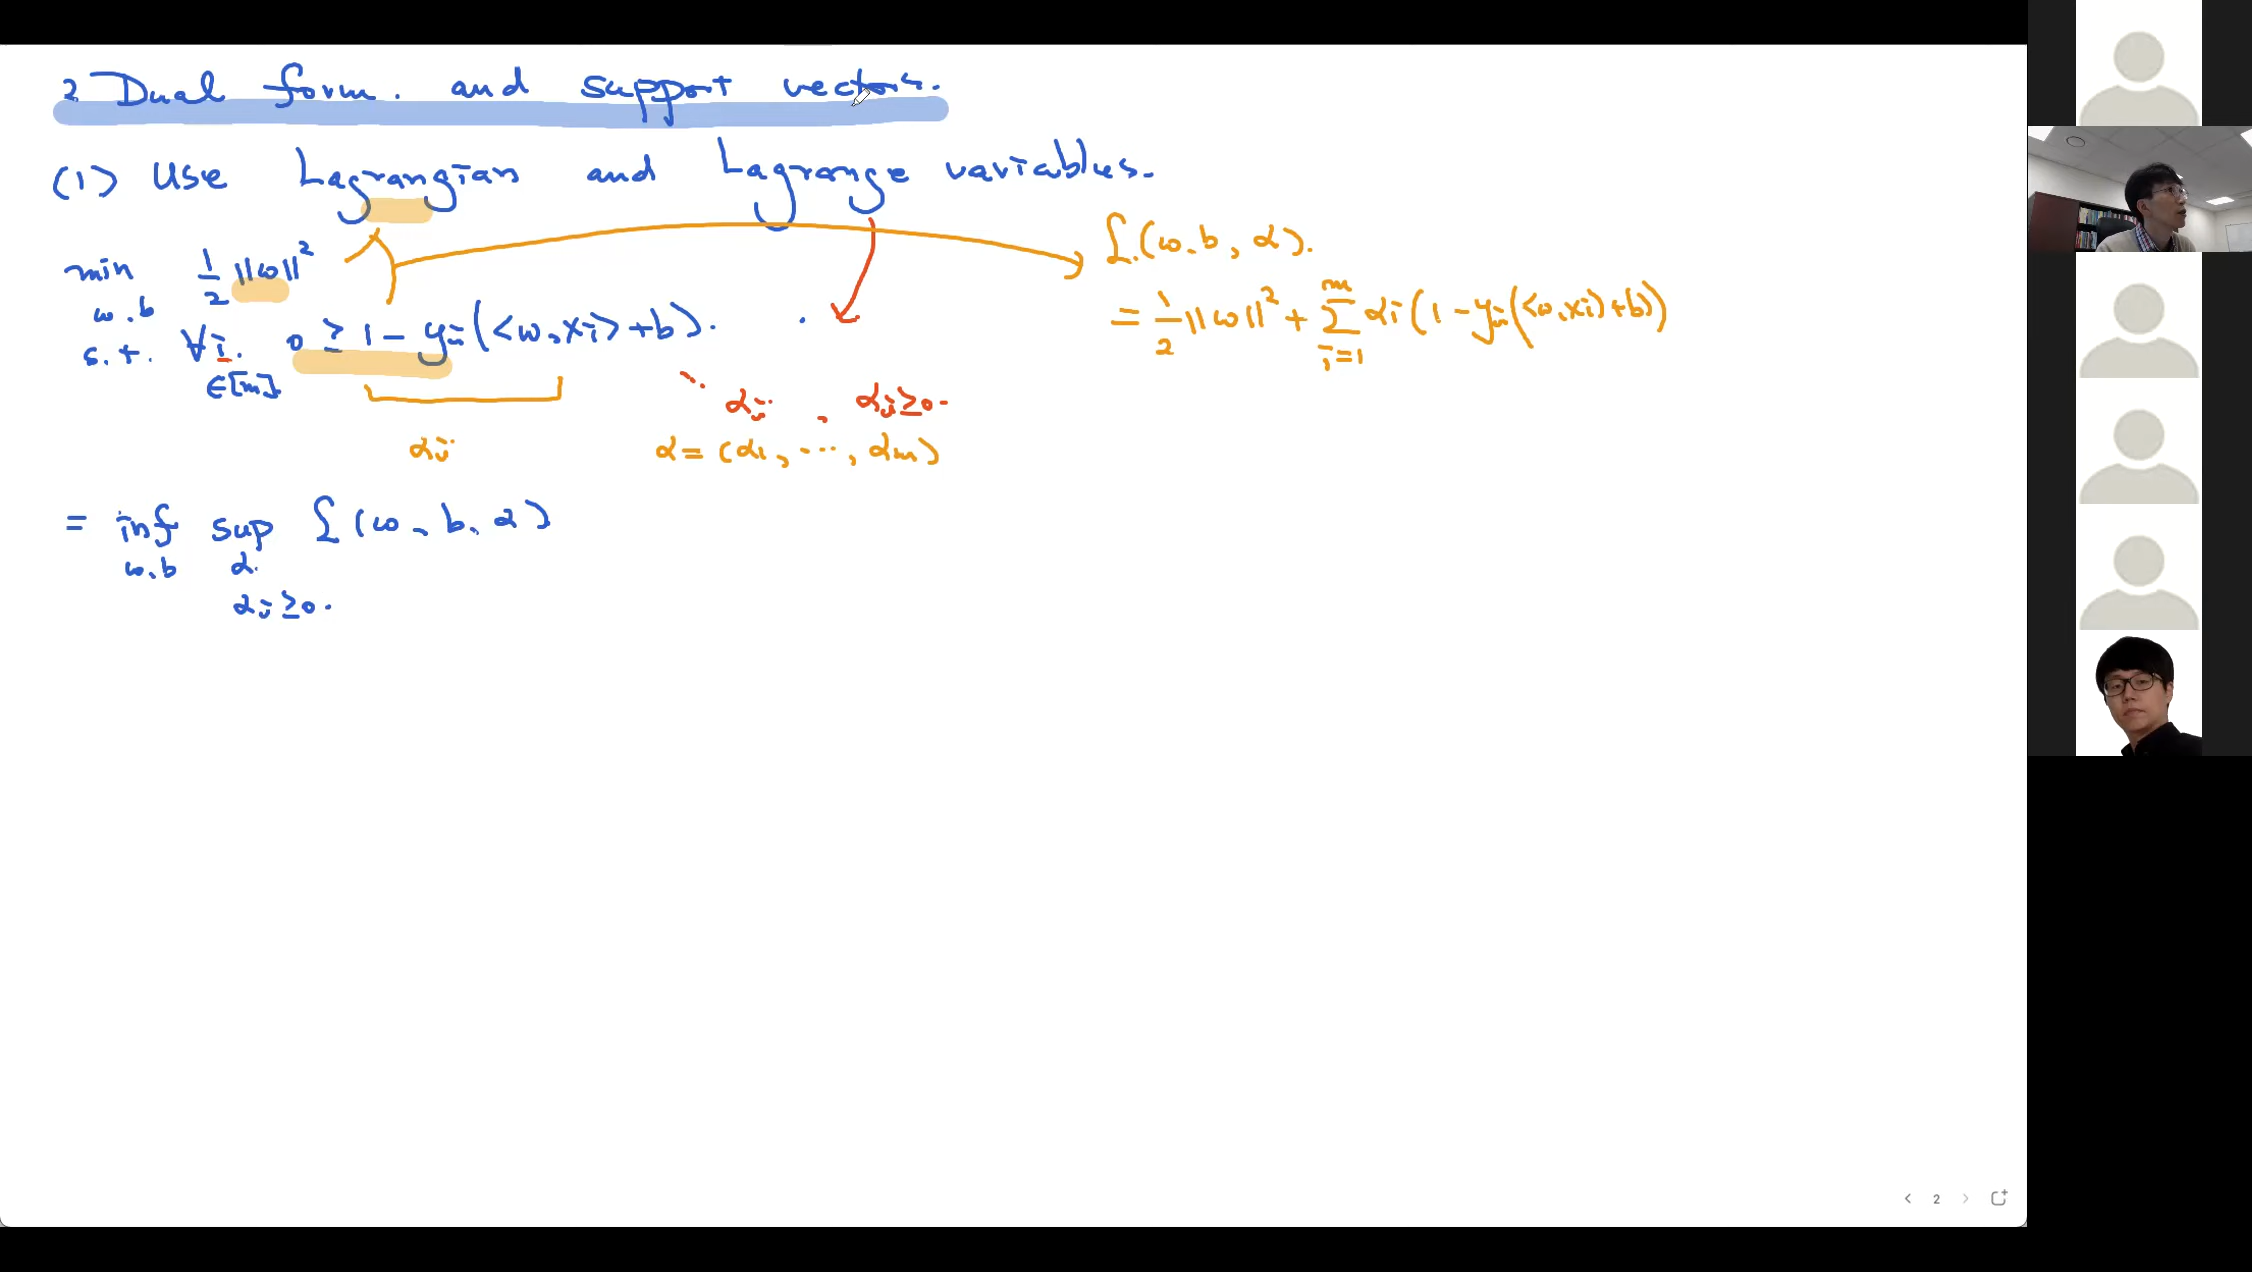 2 Dual form. and support vectors.
(1) Use Lagrangian and Lagrange variables.
min 1/2 ||w||²
w.b
s.t. ∀i. 0 ≥ 1 - yi(<w, xi> + b).
∈[m]
αi
αi , αi ≥ 0.
α = (α1, ..., αm)
L(w.b, α).
= 1/2 ||w||² + Σ αi(1 - yi(<w,xi>+b))
m
i=1
= inf sup L(w, b, α)
w.b α.
αi ≥ 0.
2